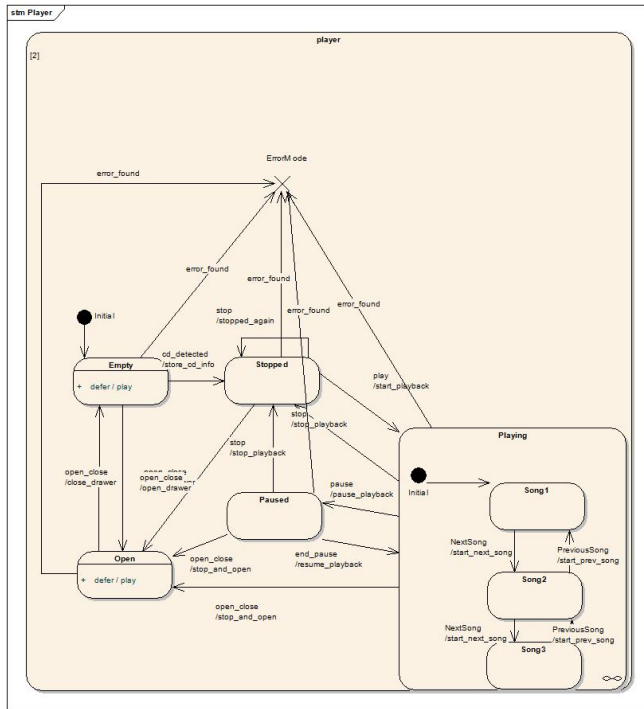 stm Player
player
[2]
ErrorM ode
error_found
error_found
error_found
error_found
error_found
Initial
stop
/stopped_again
cd_detected
/store_cd_info
Empty
+ defer / play
Stopped
play
/start_playback
stop
/stop_playback
stop
/stop_playback
Playing
open_close
/close_drawer
open_close
/open_drawer
Paused
pause
/pause_playback
Initial
Song1
NextSong
/start_next_song
PreviousSong
/start_prev_song
Open
+ defer / play
open_close
/stop_and_open
end_pause
/resume_playback
Song2
open_close
/stop_and_open
NextSong
/start_next_song
PreviousSong
/start_prev_song
Song3